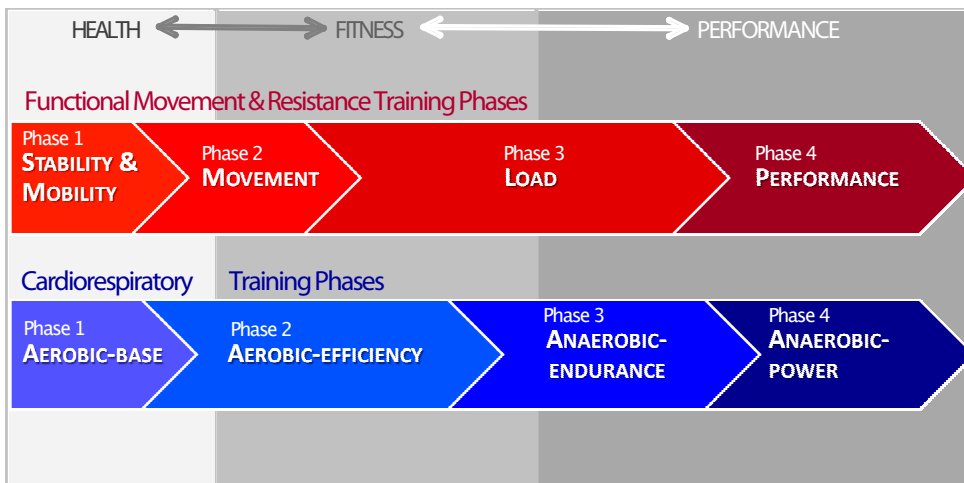 HEALTH FITNESS PERFORMANCE
Functional Movement & Resistance Training Phases
Phase 1
STABILITY &
MOBILITY
Phase 2
MOVEMENT
Phase 3
LOAD
Phase 4
PERFORMANCE
Cardiorespiratory Training Phases
Phase 1
AEROBIC-BASE
Phase 2
AEROBIC-EFFICIENCY
Phase 3
ANAEROBIC-
ENDURANCE
Phase 4
ANAEROBIC-
POWER